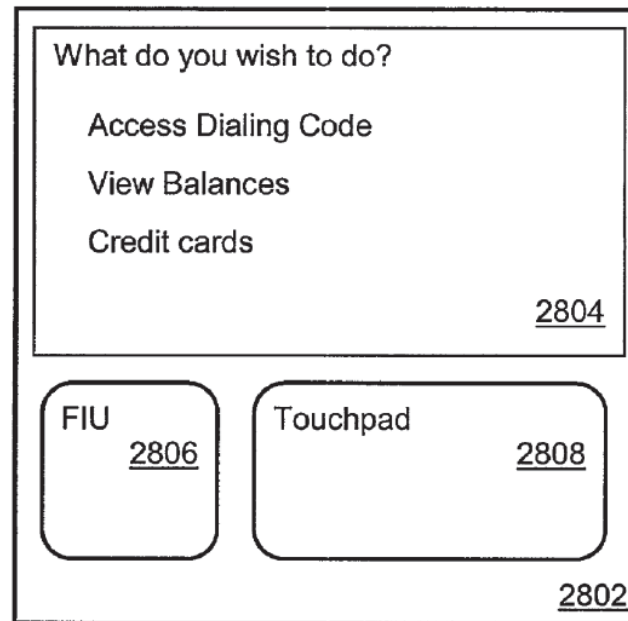 What do you wish to do?
Access Dialing Code
View Balances
Credit cards
2804
FIU
2806
Touchpad
2808
2802